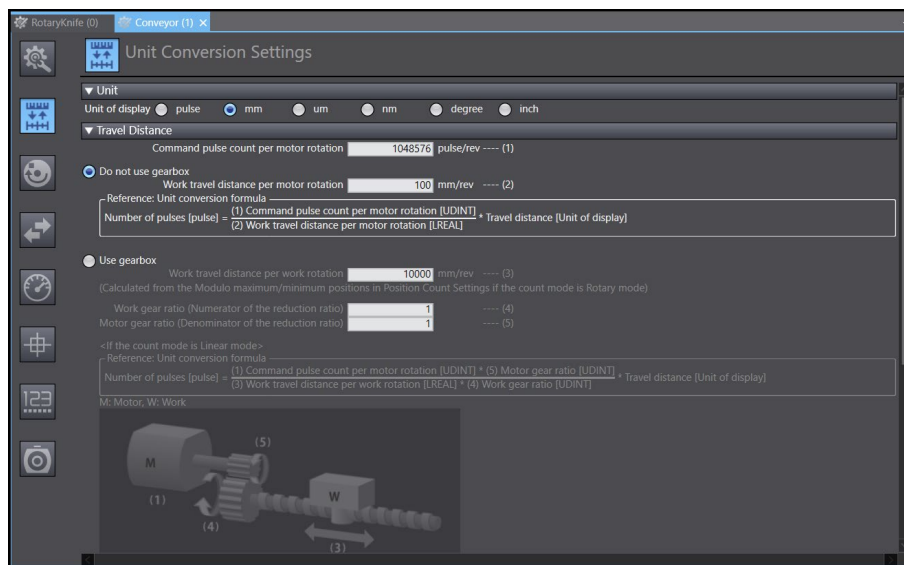 RotaryKnife (0) Conveyor (1) ×
Unit Conversion Settings
▼ Unit
Unit of display pulse mm um nm degree inch
▼ Travel Distance
Command pulse count per motor rotation 1048576 pulse/rev ---- (1)
Do not use gearbox
Work travel distance per motor rotation 100 mm/rev ---- (2)
Reference: Unit conversion formula
(1) Command pulse count per motor rotation [UDINT]
Number of pulses [pulse] = * Travel distance [Unit of display]
(2) Work travel distance per motor rotation [LREAL]
Use gearbox
Work travel distance per work rotation 10000 mm/rev ---- (3)
(Calculated from the Modulo maximum/minimum positions in Position Count Settings if the count mode is Rotary mode)
Work gear ratio (Numerator of the reduction ratio) 1 ---- (4)
Motor gear ratio (Denominator of the reduction ratio) 1 ---- (5)
<If the count mode is Linear mode>
Reference: Unit conversion formula
(1) Command pulse count per motor rotation [UDINT] * (5) Motor gear ratio [UDINT]
Number of pulses [pulse] = * Travel distance [Unit of display]
(3) Work travel distance per work rotation [LREAL] * (4) Work gear ratio [UDINT]
M: Motor, W: Work
(5)
M
W
(1)
(4)
(3)
123